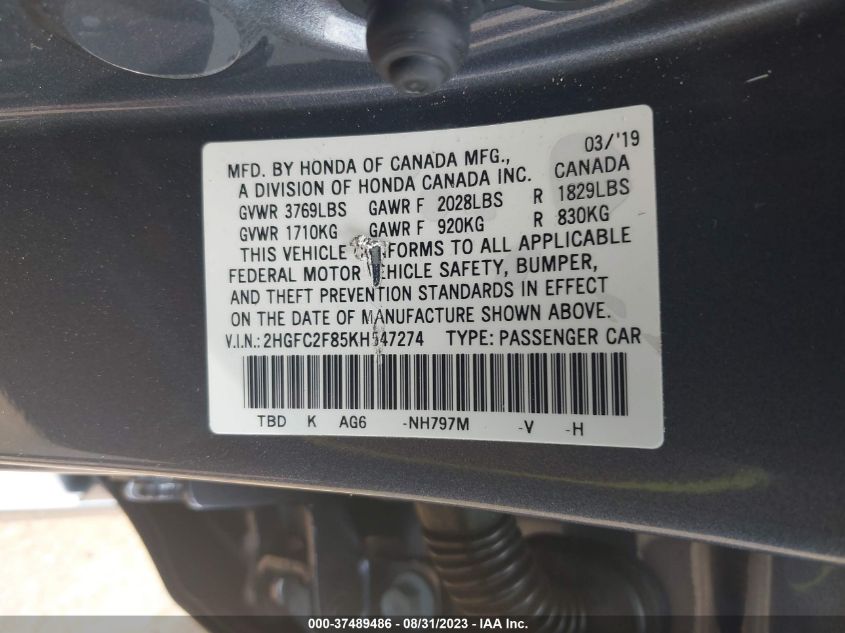 03/'19
MFD. BY HONDA OF CANADA MFG., CANADA
A DIVISION OF HONDA CANADA INC.
GVWR 3769LBS GAWR F 2028LBS R 1829LBS
GVWR 1710KG GAWR F 920KG R 830KG
THIS VEHICLE FORMS TO ALL APPLICABLE
FEDERAL MOTOR EHICLE SAFETY, BUMPER,
AND THEFT PREVENTION STANDARDS IN EFFECT
ON THE DATE OF MANUFACTURE SHOWN ABOVE.
V.I.N.: 2HGFC2F85KH547274 TYPE: PASSENGER CAR
TBD K AG6 -NH797M -V -H
000-37489486 - 08/31/2023 - IAA Inc.